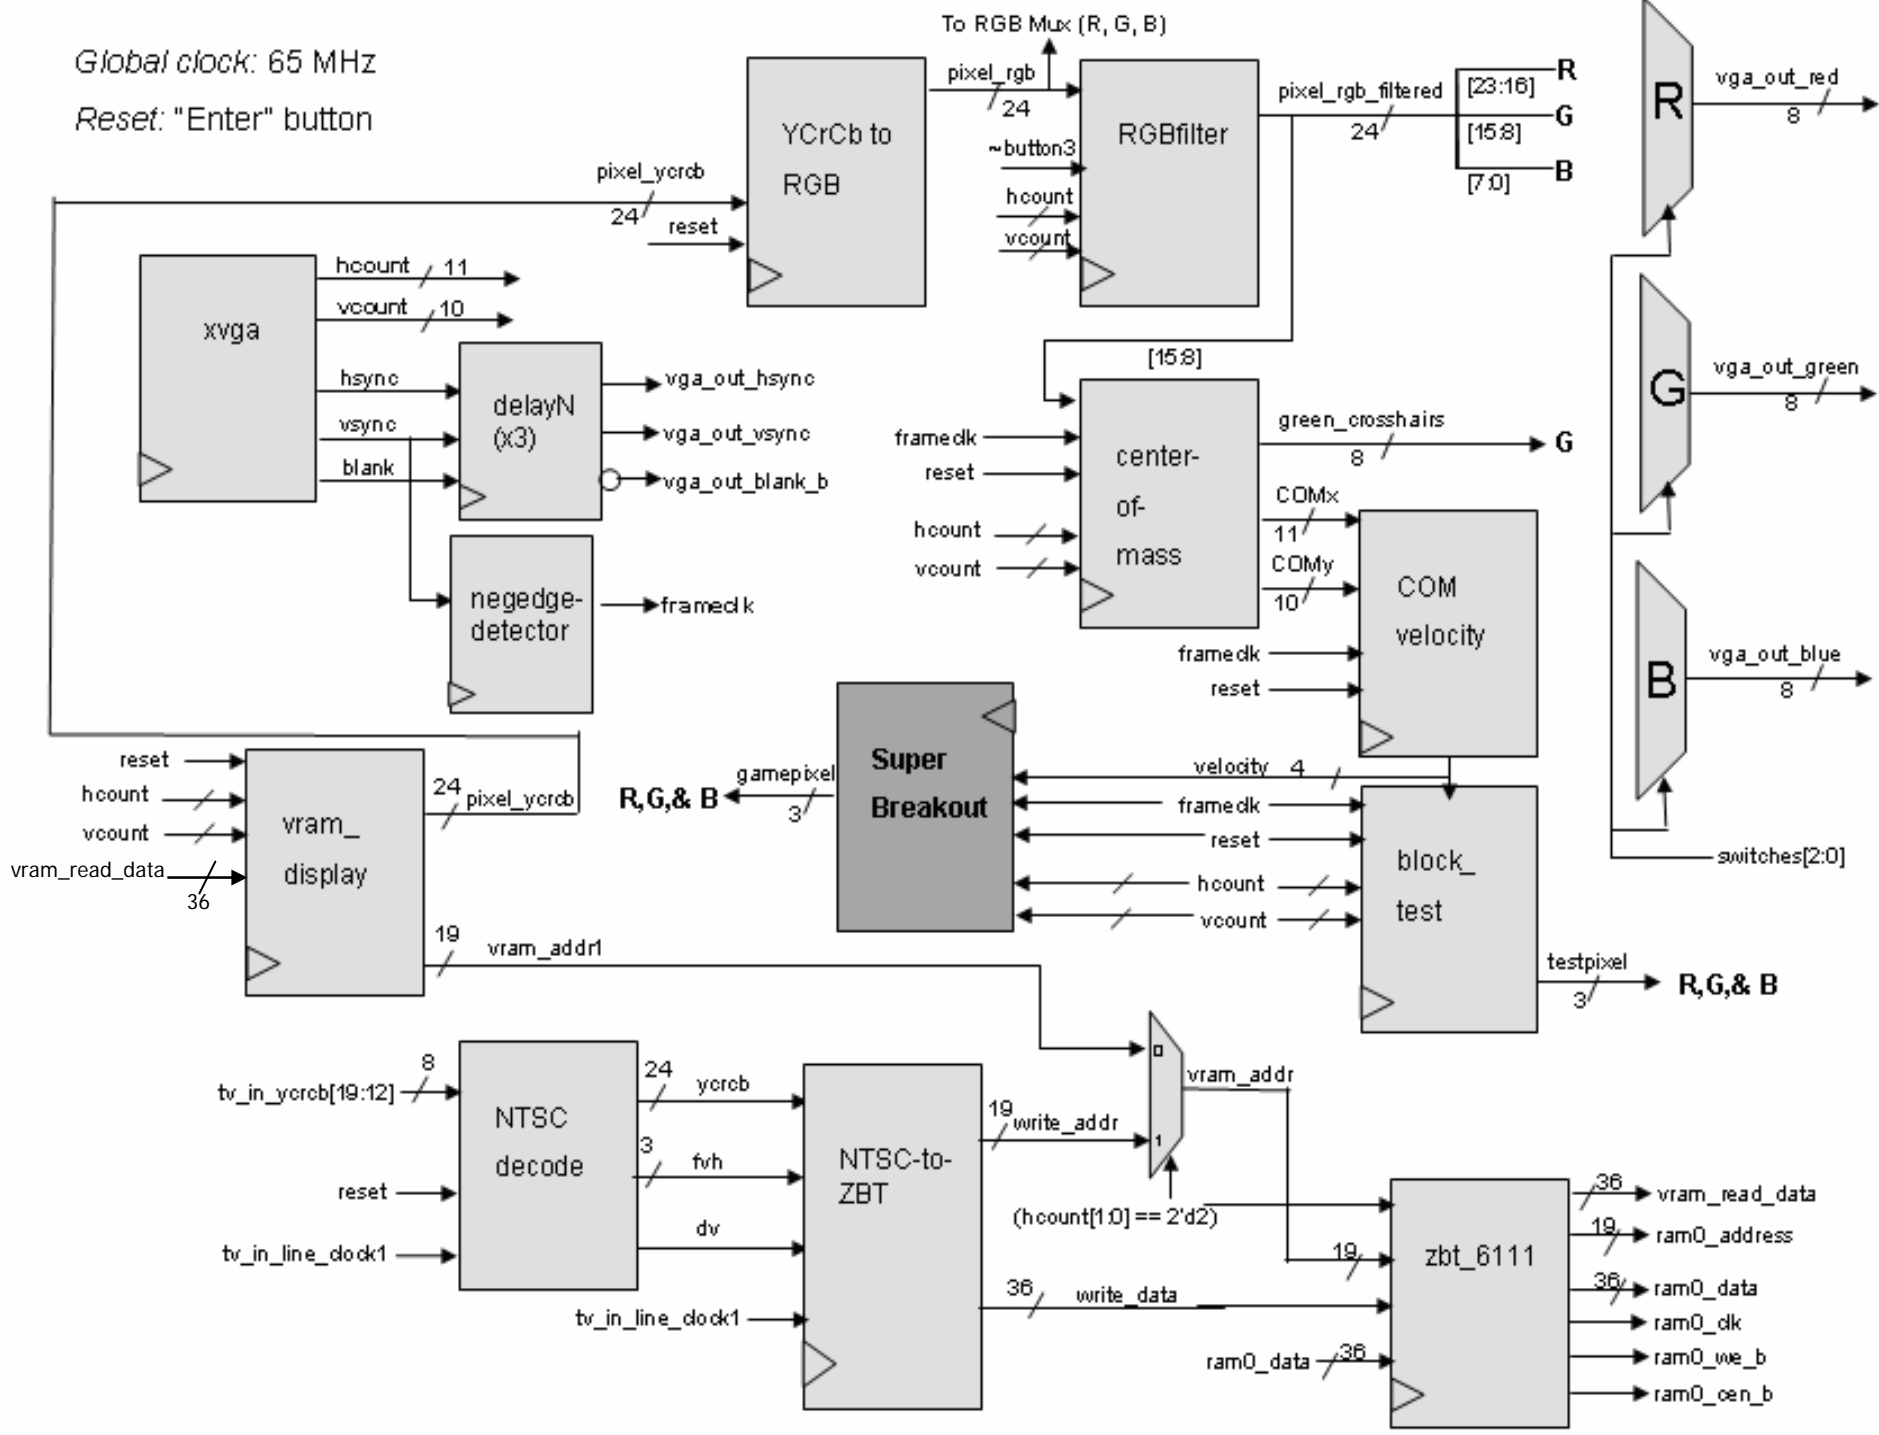 To RGB Mux (R, G, B)
Global clock: 65 MHz
Reset: "Enter" button
YCrCb to
RGB
pixel_ycrcb
24
reset
pixel_rgb
24
~button3
hcount
vcount
RGBfilter
pixel_rgb_filtered
24
R
[23:16]
G
[15:8]
B
[7:0]
R
vga_out_red
8
G
vga_out_green
8
B
vga_out_blue
8
switches[2:0]
xvga
hcount
11
vcount
10
hsync
vsync
blank
delayN
(x3)
vga_out_hsync
vga_out_vsync
vga_out_blank_b
negedge-
detector
frameclk
[15:8]
frameclk
reset
hcount
vcount
center-
of-
mass
green_crosshairs
8
G
COMx
11
COMy
10
COM
velocity
frameclk
reset
Super
Breakout
gamepixel
3
R,G,& B
velocity 4
frameclk
reset
hcount
vcount
block_
test
testpixel
3
R,G,& B
reset
hcount
vcount
vram_read_data
36
vram_
display
24
pixel_ycrcb
19
vram_addr1
tv_in_ycrcb[19:12]
8
reset
tv_in_line_clock1
NTSC
decode
24
ycrcb
3
fvh
dv
tv_in_line_clock1
NTSC-to-
ZBT
19
write_addr
36
write_data
0
1
vram_addr
(hcount[1:0] == 2'd2)
19
ram0_data
36
zbt_6111
36
vram_read_data
19
ram0_address
36
ram0_data
ram0_clk
ram0_we_b
ram0_cen_b